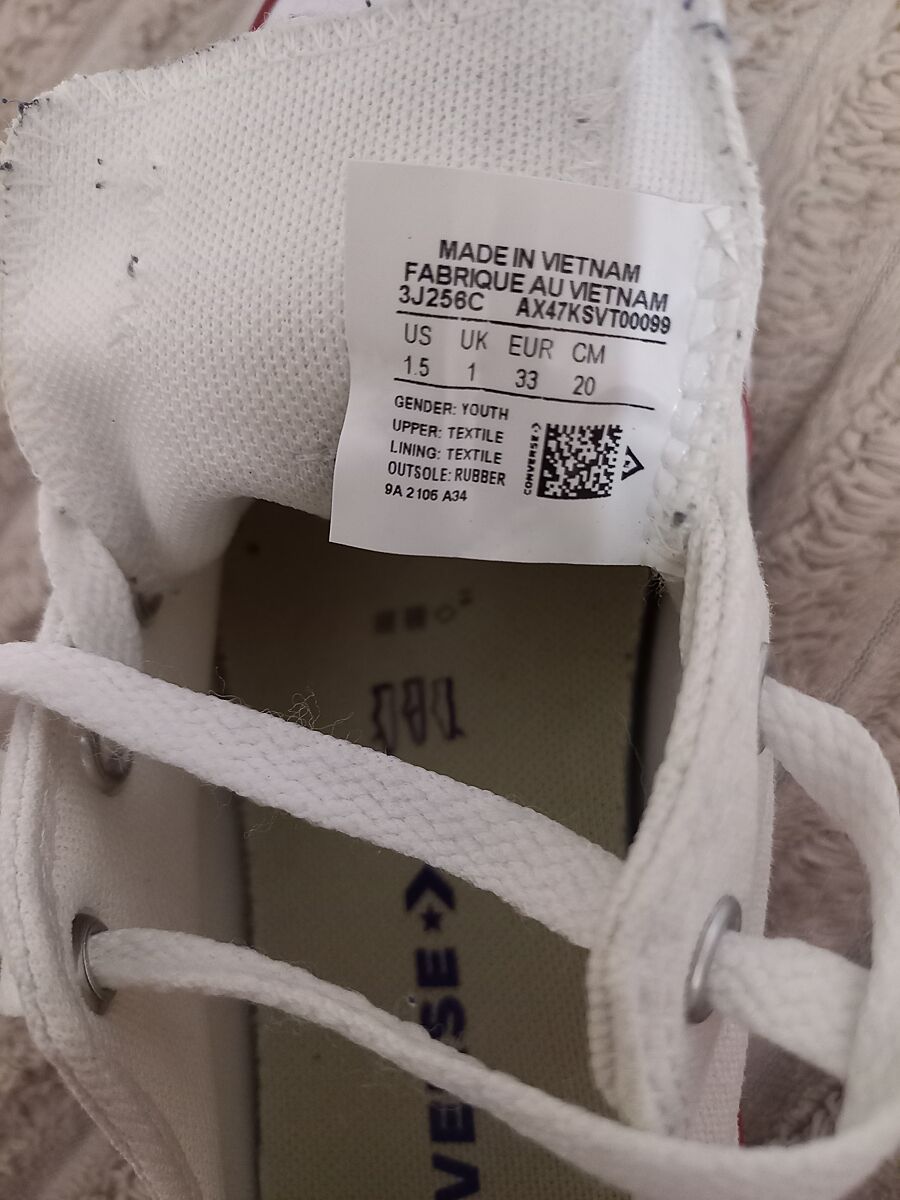 MADE IN VIETNAM
FABRIQUE AU VIETNAM
3J256C AX47KSVT00099
US UK EUR CM
1.5 1 33 20
GENDER: YOUTH
UPPER: TEXTILE
LINING: TEXTILE
OUTSOLE: RUBBER
9A 2106 A34
CONVERSE
VERSE